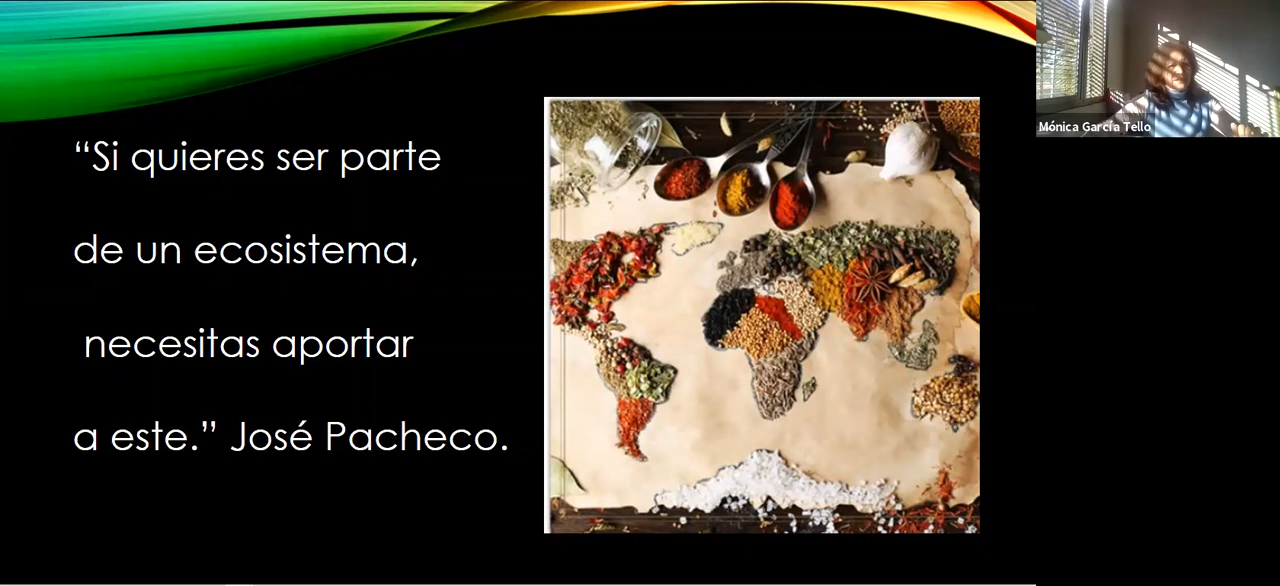 “Si quieres ser parte
de un ecosistema,
necesitas aportar
a este.” José Pacheco.
Mónica García Tello